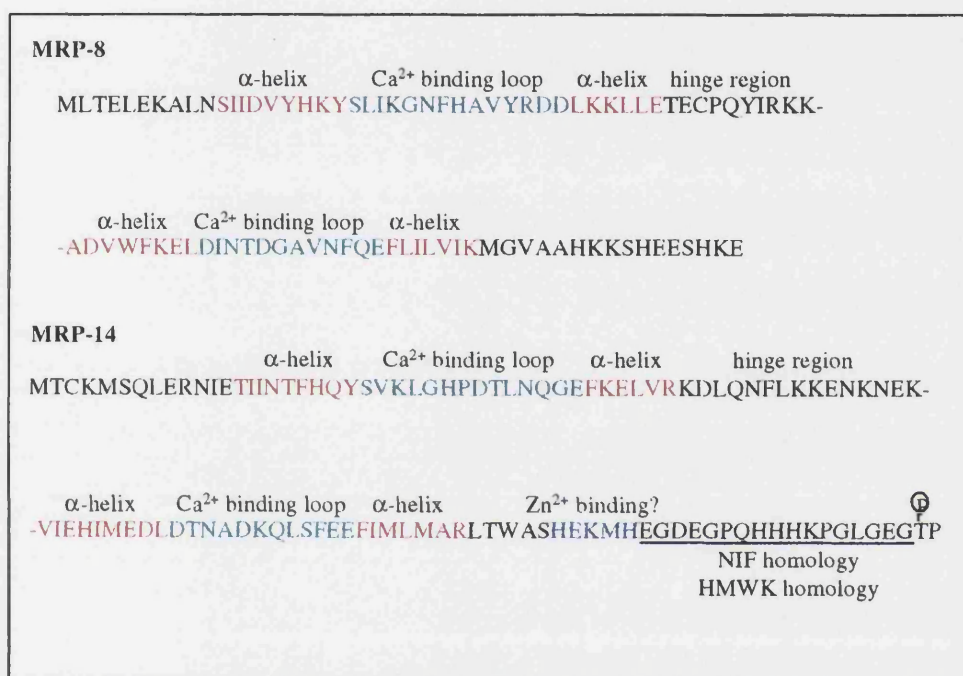 MRP-8
α-helix Ca²⁺ binding loop α-helix hinge region
MLTELEKALNSIIDVYHKYSLIKGNFHAVYRDDLKKLLETECPQYIRKK-
α-helix Ca²⁺ binding loop α-helix
-ADVWFKELDINTDGAVNFQEFLILVIKMGVAAHKKSHEESHKE
MRP-14
α-helix Ca²⁺ binding loop α-helix hinge region
MTCKMSQLERNIETIINTFHQYSVKLGHPDTLNQGEFKELVRKDLQNFLKKENKNEK-
α-helix Ca²⁺ binding loop α-helix Zn²⁺ binding?
P
-VIEHIMEDLDTNADKQLSFEEFIMLMARLTWASHEKMHEGDEGPQHHHKPGLGEGTP
NIF homology
HMWK homology